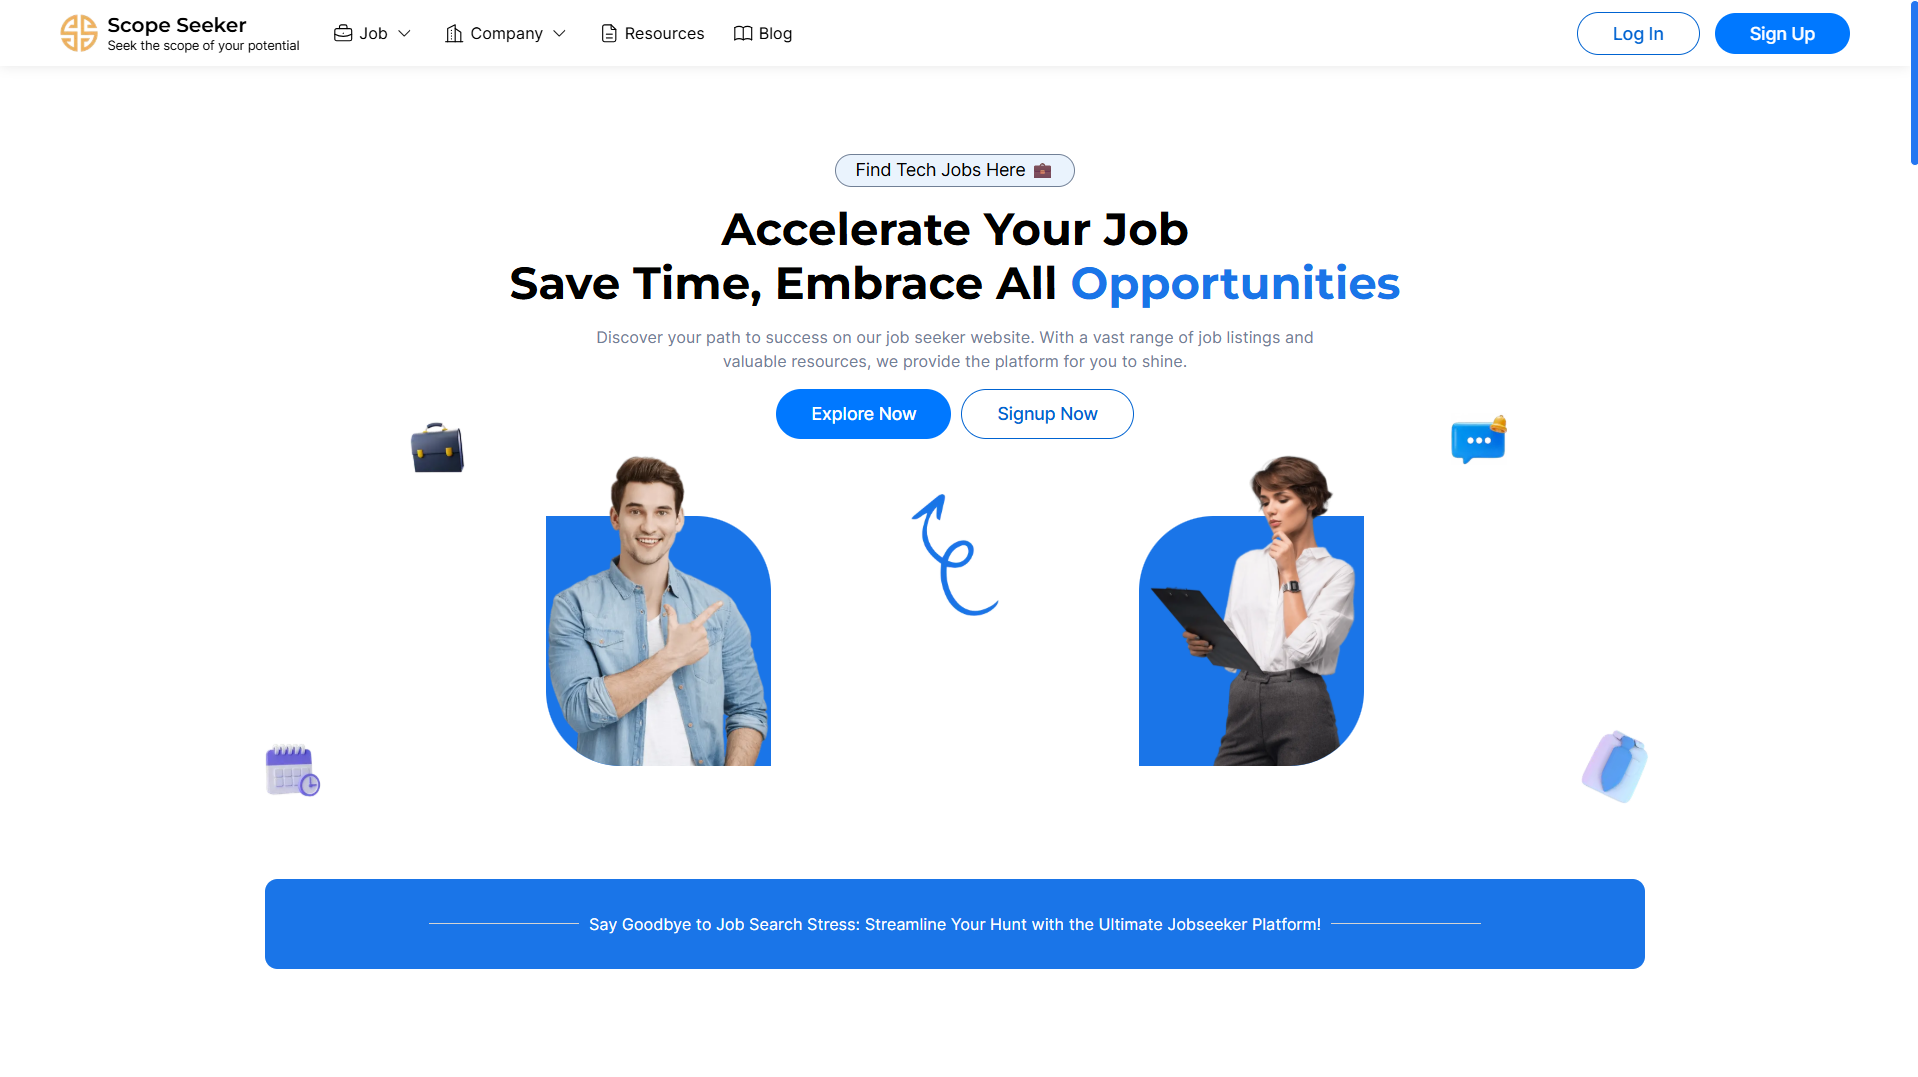 Scope Seeker
Seek the scope of your potential
Job
Company
Resources
Blog
Log In
Sign Up
Find Tech Jobs Here
Accelerate Your Job
Save Time, Embrace All Opportunities
Discover your path to success on our job seeker website. With a vast range of job listings and
valuable resources, we provide the platform for you to shine.
Explore Now
Signup Now
Say Goodbye to Job Search Stress: Streamline Your Hunt with the Ultimate Jobseeker Platform!